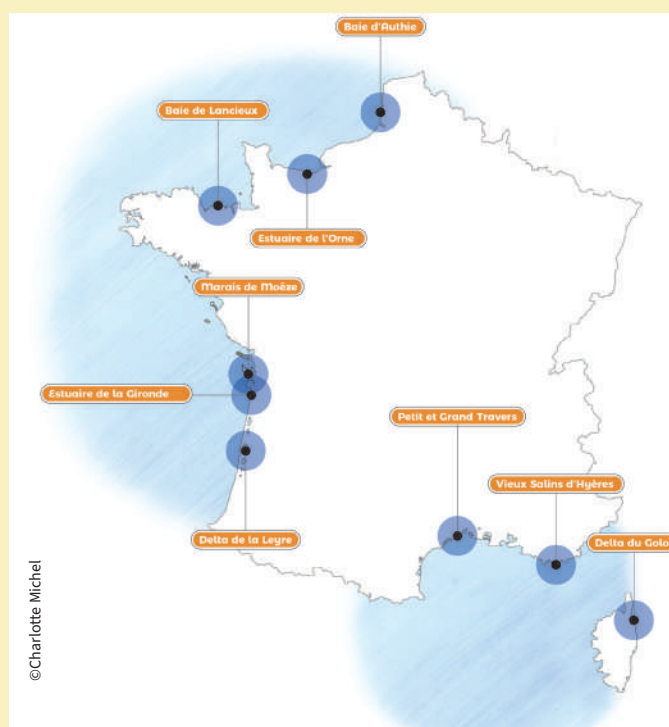 Baie d'Authie
Baie de Lancieux
Estuaire de l'Orne
Marais de Moëze
Estuaire de la Gironde
Petit et Grand Travers
Vieux Salins d'Hyères
Delta de la Leyre
Delta du Golo
©Charlotte Michel